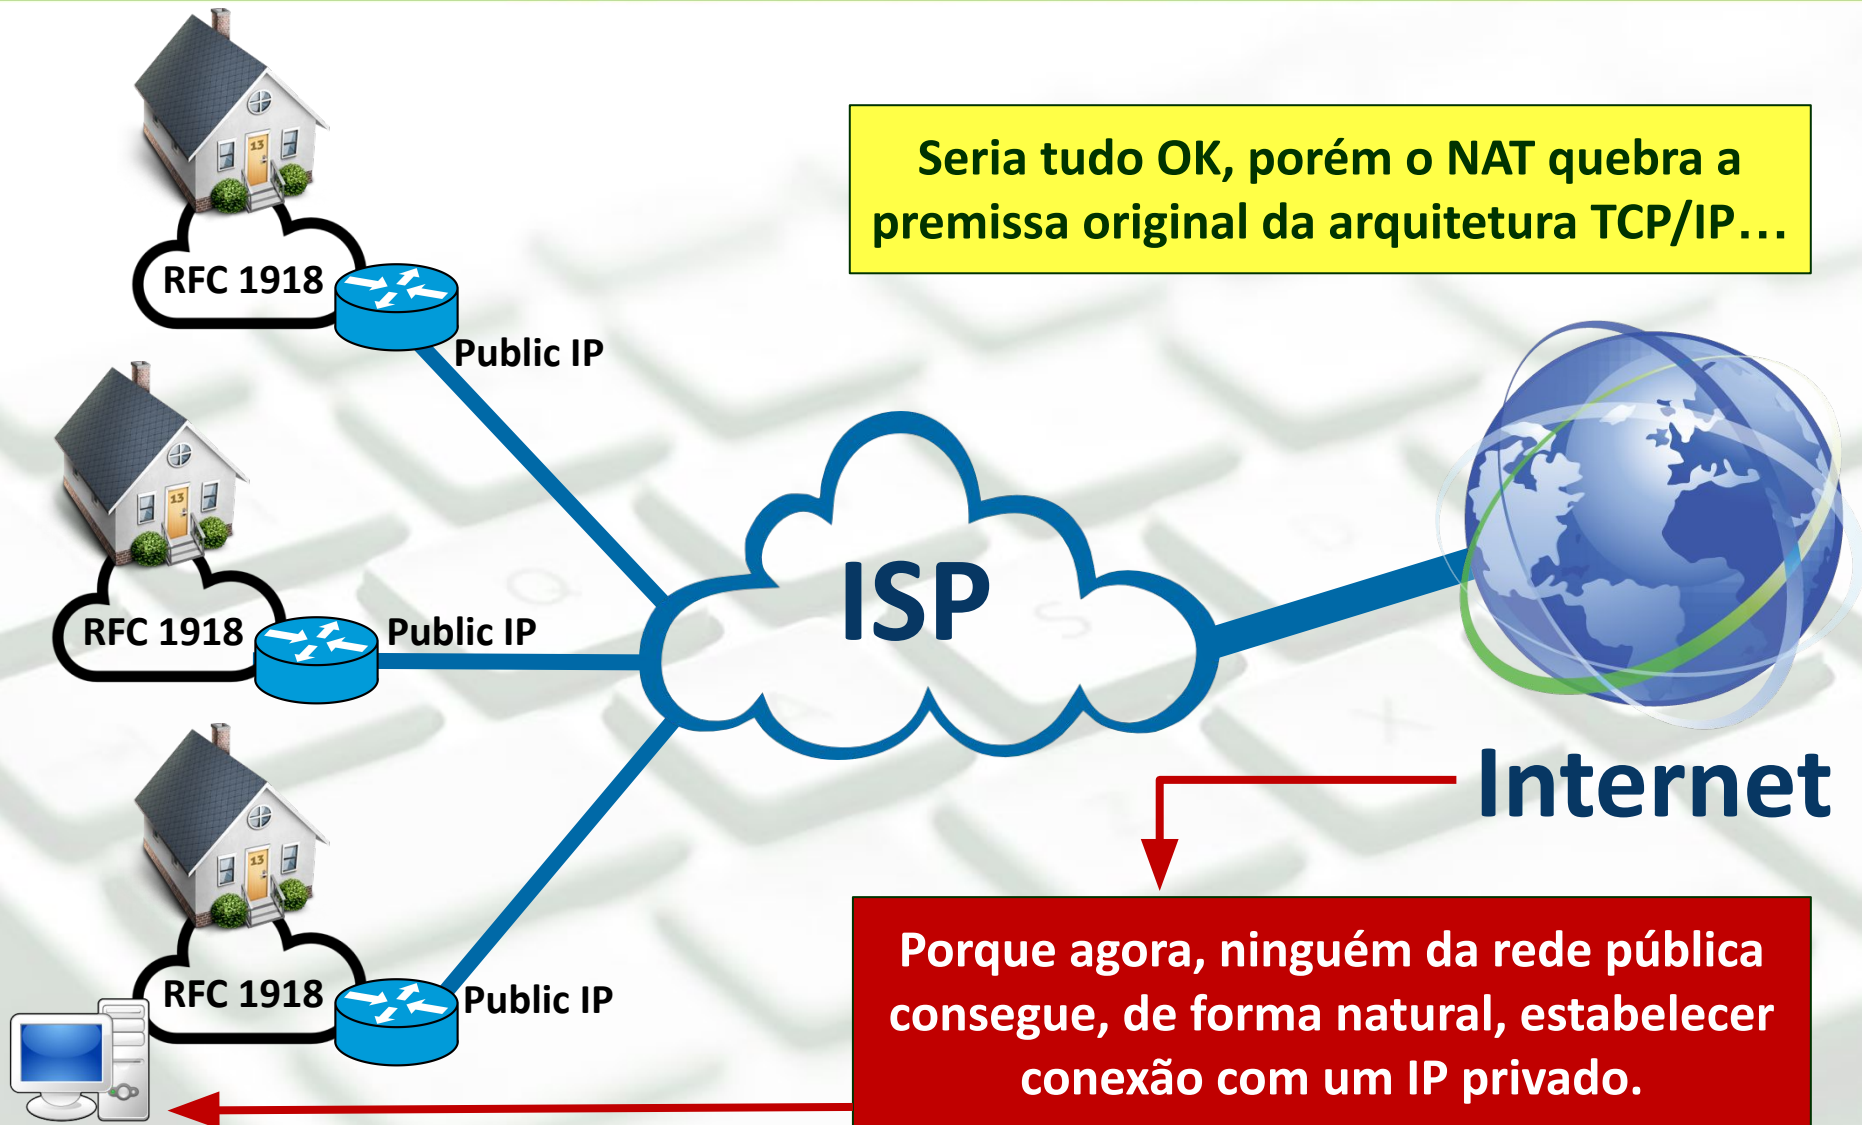 Seria tudo OK, porém o NAT quebra a
premissa original da arquitetura TCP/IP…
RFC 1918
Public IP
RFC 1918
Public IP
ISP
Internet
RFC 1918
Public IP
Porque agora, ninguém da rede pública
consegue, de forma natural, estabelecer
conexão com um IP privado.